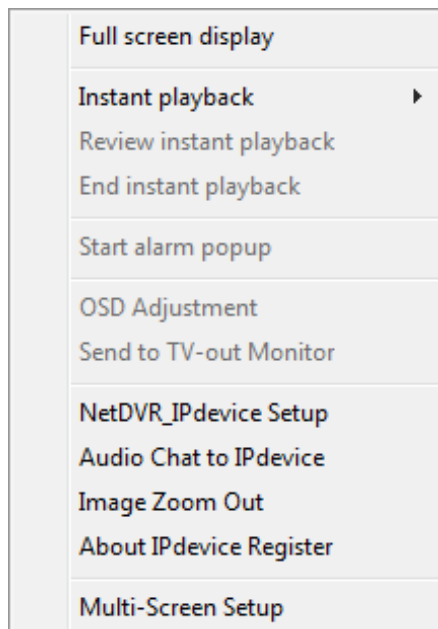 Full screen display
Instant playback
Review instant playback
End instant playback
Start alarm popup
OSD Adjustment
Send to TV-out Monitor
NetDVR_IPdevice Setup
Audio Chat to IPdevice
Image Zoom Out
About IPdevice Register
Multi-Screen Setup